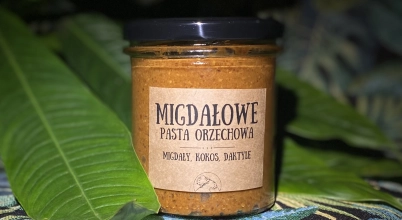 MIGDAŁOWE
PASTA ORZECHOWA
MIGDAŁY, KOKOS, DAKTYLE